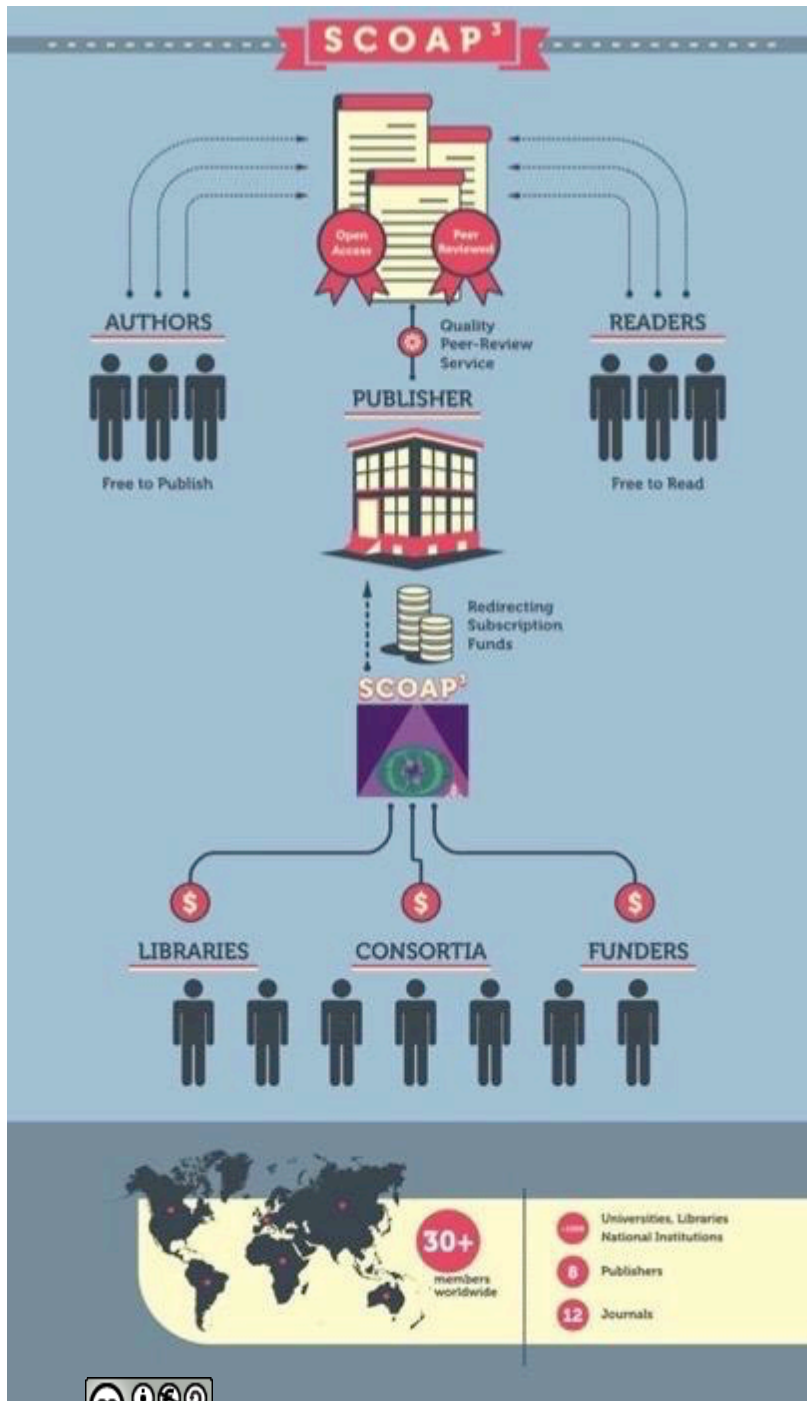 SCOAP³
Open
Access
Peer
Reviewed
AUTHORS
READERS
Quality
Peer-Review
Service
PUBLISHER
Free to Publish
Free to Read
Redirecting
Subscription
Funds
SCOAP³
$
$
$
LIBRARIES
CONSORTIA
FUNDERS
30+
members
worldwide
Universities, Libraries
National Institutions
8
Publishers
12
Journals